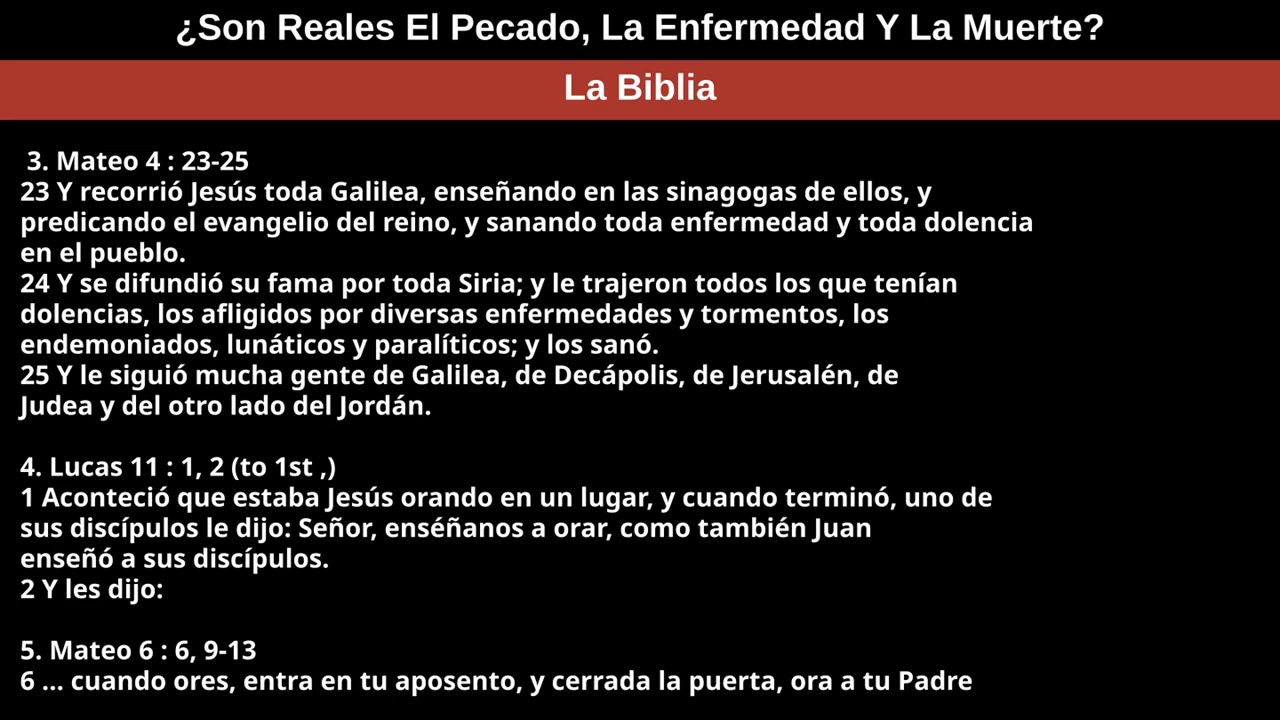 ¿Son Reales El Pecado, La Enfermedad Y La Muerte?
La Biblia
3. Mateo 4 : 23-25
23 Y recorrió Jesús toda Galilea, enseñando en las sinagogas de ellos, y
predicando el evangelio del reino, y sanando toda enfermedad y toda dolencia
en el pueblo.
24 Y se difundió su fama por toda Siria; y le trajeron todos los que tenían
dolencias, los afligidos por diversas enfermedades y tormentos, los
endemoniados, lunáticos y paralíticos; y los sanó.
25 Y le siguió mucha gente de Galilea, de Decápolis, de Jerusalén, de
Judea y del otro lado del Jordán.
4. Lucas 11 : 1, 2 (to 1st ,)
1 Aconteció que estaba Jesús orando en un lugar, y cuando terminó, uno de
sus discípulos le dijo: Señor, enséñanos a orar, como también Juan
enseñó a sus discípulos.
2 Y les dijo:
5. Mateo 6 : 6, 9-13
6 ... cuando ores, entra en tu aposento, y cerrada la puerta, ora a tu Padre